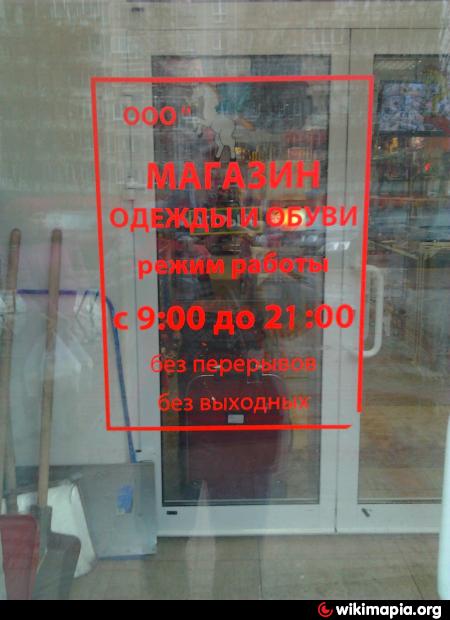 ООО "
МАГАЗИН
ОДЕЖДЫ И ОБУВИ
режим работы
с 9:00 до 21:00
без перерывов
без выходных
wikimapia.org